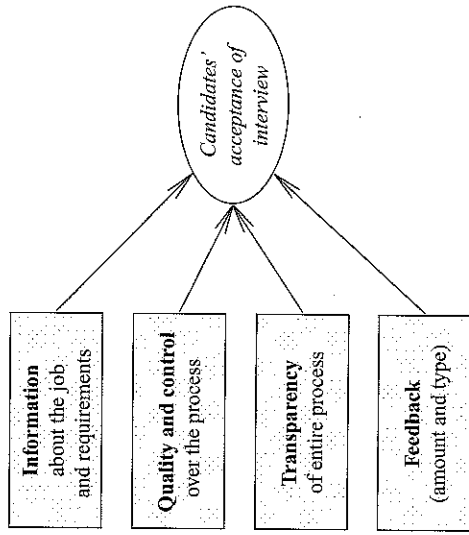 Information
about the job
and requirements
Quality and control
over the process
Transparency
of entire process
Feedback
(amount and type)
Candidates'
acceptance of
interview